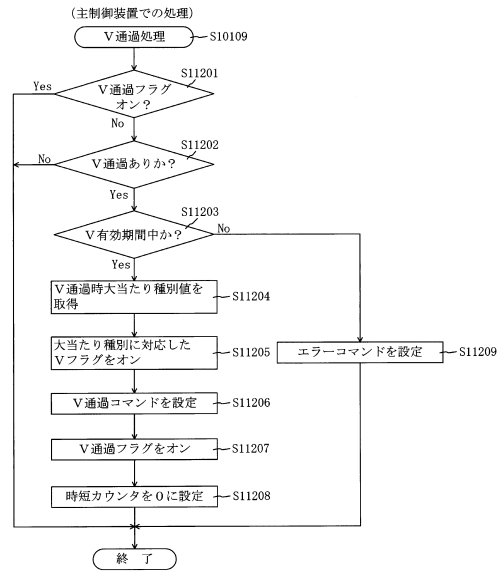 (主制御装置での処理)
V通過処理
S10109
S11201
Yes
V通過フラグ
オン?
No
S11202
No
V通過ありか?
Yes
S11203
V有効期間中か?
No
Yes
V通過時大当たり種別値を
取得
S11204
大当たり種別に対応した
Vフラグをオン
S11205
エラーコマンドを設定
S11209
V通過コマンドを設定
S11206
V通過フラグをオン
S11207
時短カウンタを0に設定
S11208
終 了